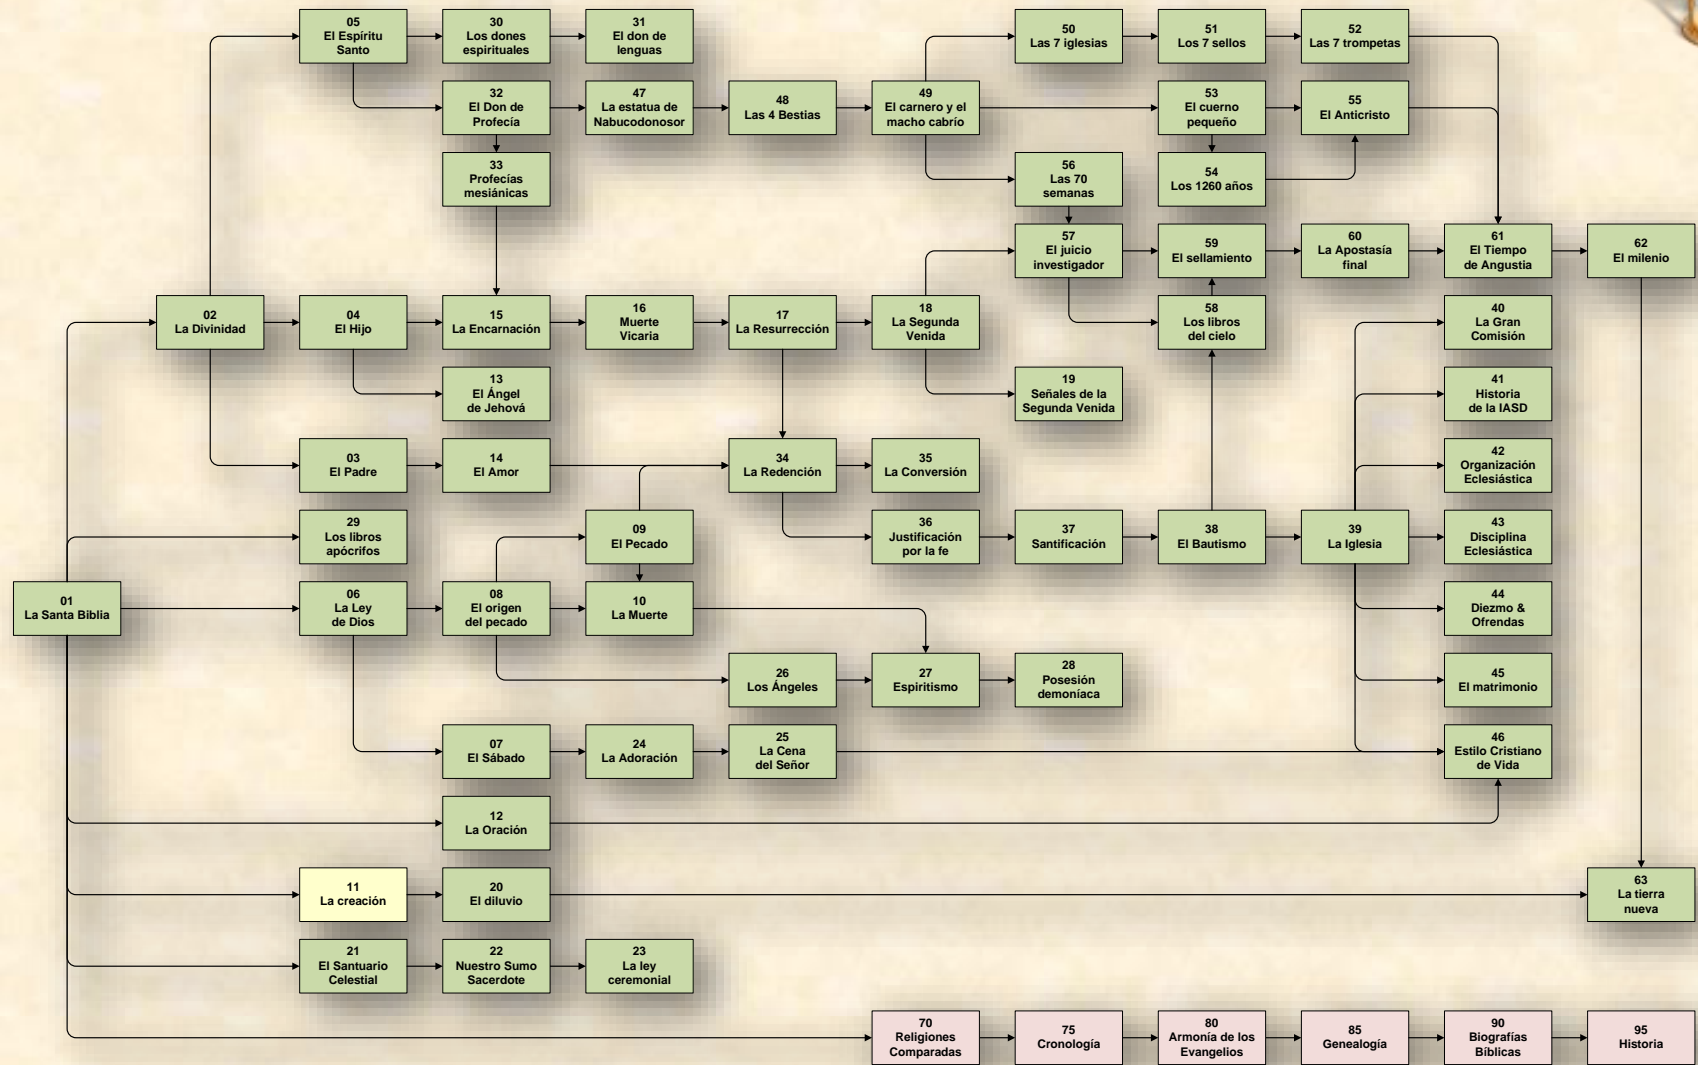 05
El Espíritu
Santo
30
Los dones
espirituales
31
El don de
lenguas
50
Las 7 iglesias
51
Los 7 sellos
52
Las 7 trompetas
32
El Don de
Profecía
47
La estatua de
Nabucodonosor
48
Las 4 Bestias
49
El carnero y el
macho cabrío
53
El cuerno
pequeño
55
El Anticristo
33
Profecías
mesiánicas
56
Las 70
semanas
54
Los 1260 años
57
El juicio
investigador
59
El sellamiento
60
La Apostasía
final
61
El Tiempo
de Angustia
62
El milenio
02
La Divinidad
04
El Hijo
15
La Encarnación
16
Muerte
Vicaria
17
La Resurrección
18
La Segunda
Venida
58
Los libros
del cielo
40
La Gran
Comisión
13
El Ángel
de Jehová
19
Señales de la
Segunda Venida
41
Historia
de la IASD
03
El Padre
14
El Amor
34
La Redención
35
La Conversión
42
Organización
Eclesiástica
29
Los libros
apócrifos
09
El Pecado
36
Justificación
por la fe
37
Santificación
38
El Bautismo
39
La Iglesia
43
Disciplina
Eclesiástica
01
La Santa Biblia
06
La Ley
de Dios
08
El origen
del pecado
10
La Muerte
44
Diezmo &
Ofrendas
26
Los Ángeles
27
Espiritismo
28
Posesión
demoníaca
45
El matrimonio
07
El Sábado
24
La Adoración
25
La Cena
del Señor
46
Estilo Cristiano
de Vida
12
La Oración
11
La creación
20
El diluvio
63
La tierra
nueva
21
El Santuario
Celestial
22
Nuestro Sumo
Sacerdote
23
La ley
ceremonial
70
Religiones
Comparadas
75
Cronología
80
Armonía de los
Evangelios
85
Genealogía
90
Biografías
Bíblicas
95
Historia